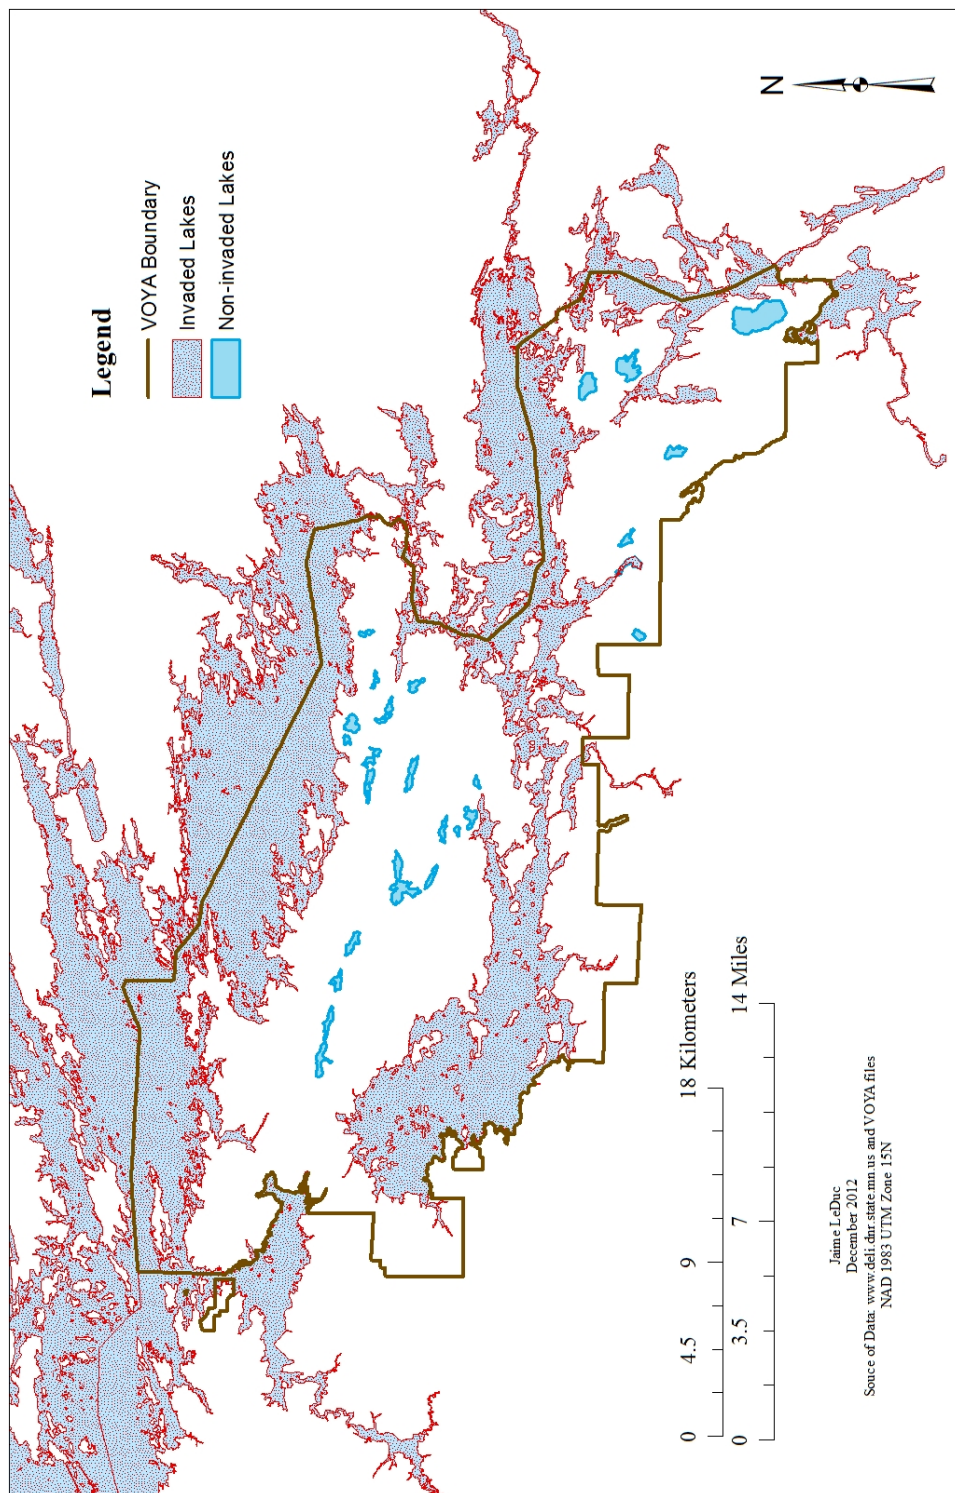 N
Legend
VOYA Boundary
Invaded Lakes
Non-invaded Lakes
0 4.5 9 18 Kilometers
0 3.5 7 14 Miles
Jaime LeDuc
December 2012
Souce of Data: www.deli.dnr.state.mn.us and VOYA files
NAD 1983 UTM Zone 15N